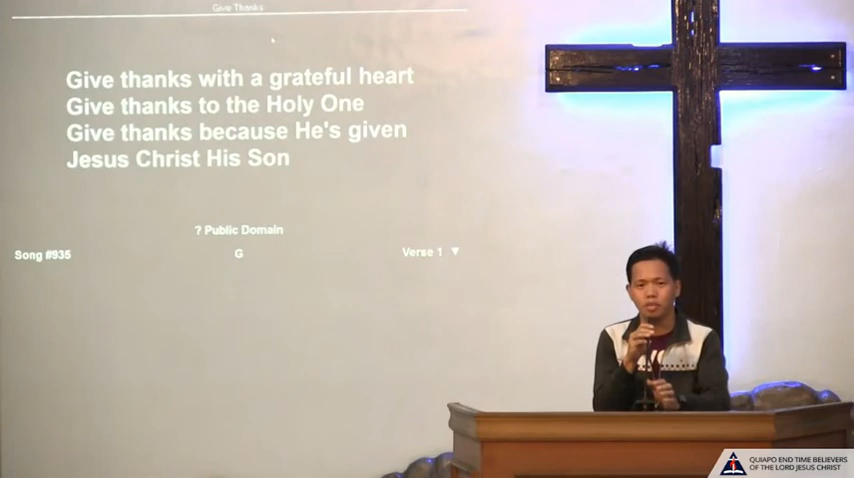 Give Thanks
Give thanks with a grateful heart
Give thanks to the Holy One
Give thanks because He's given
Jesus Christ His Son
? Public Domain
Song #935
G
Verse 1 ▼
QUIAPO END TIME BELIEVERS
OF THE LORD JESUS CHRIST